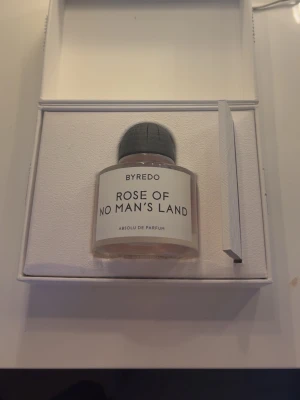 BYREDO
ROSE OF
NO MAN'S LAND
ABSOLU DE PARFUM